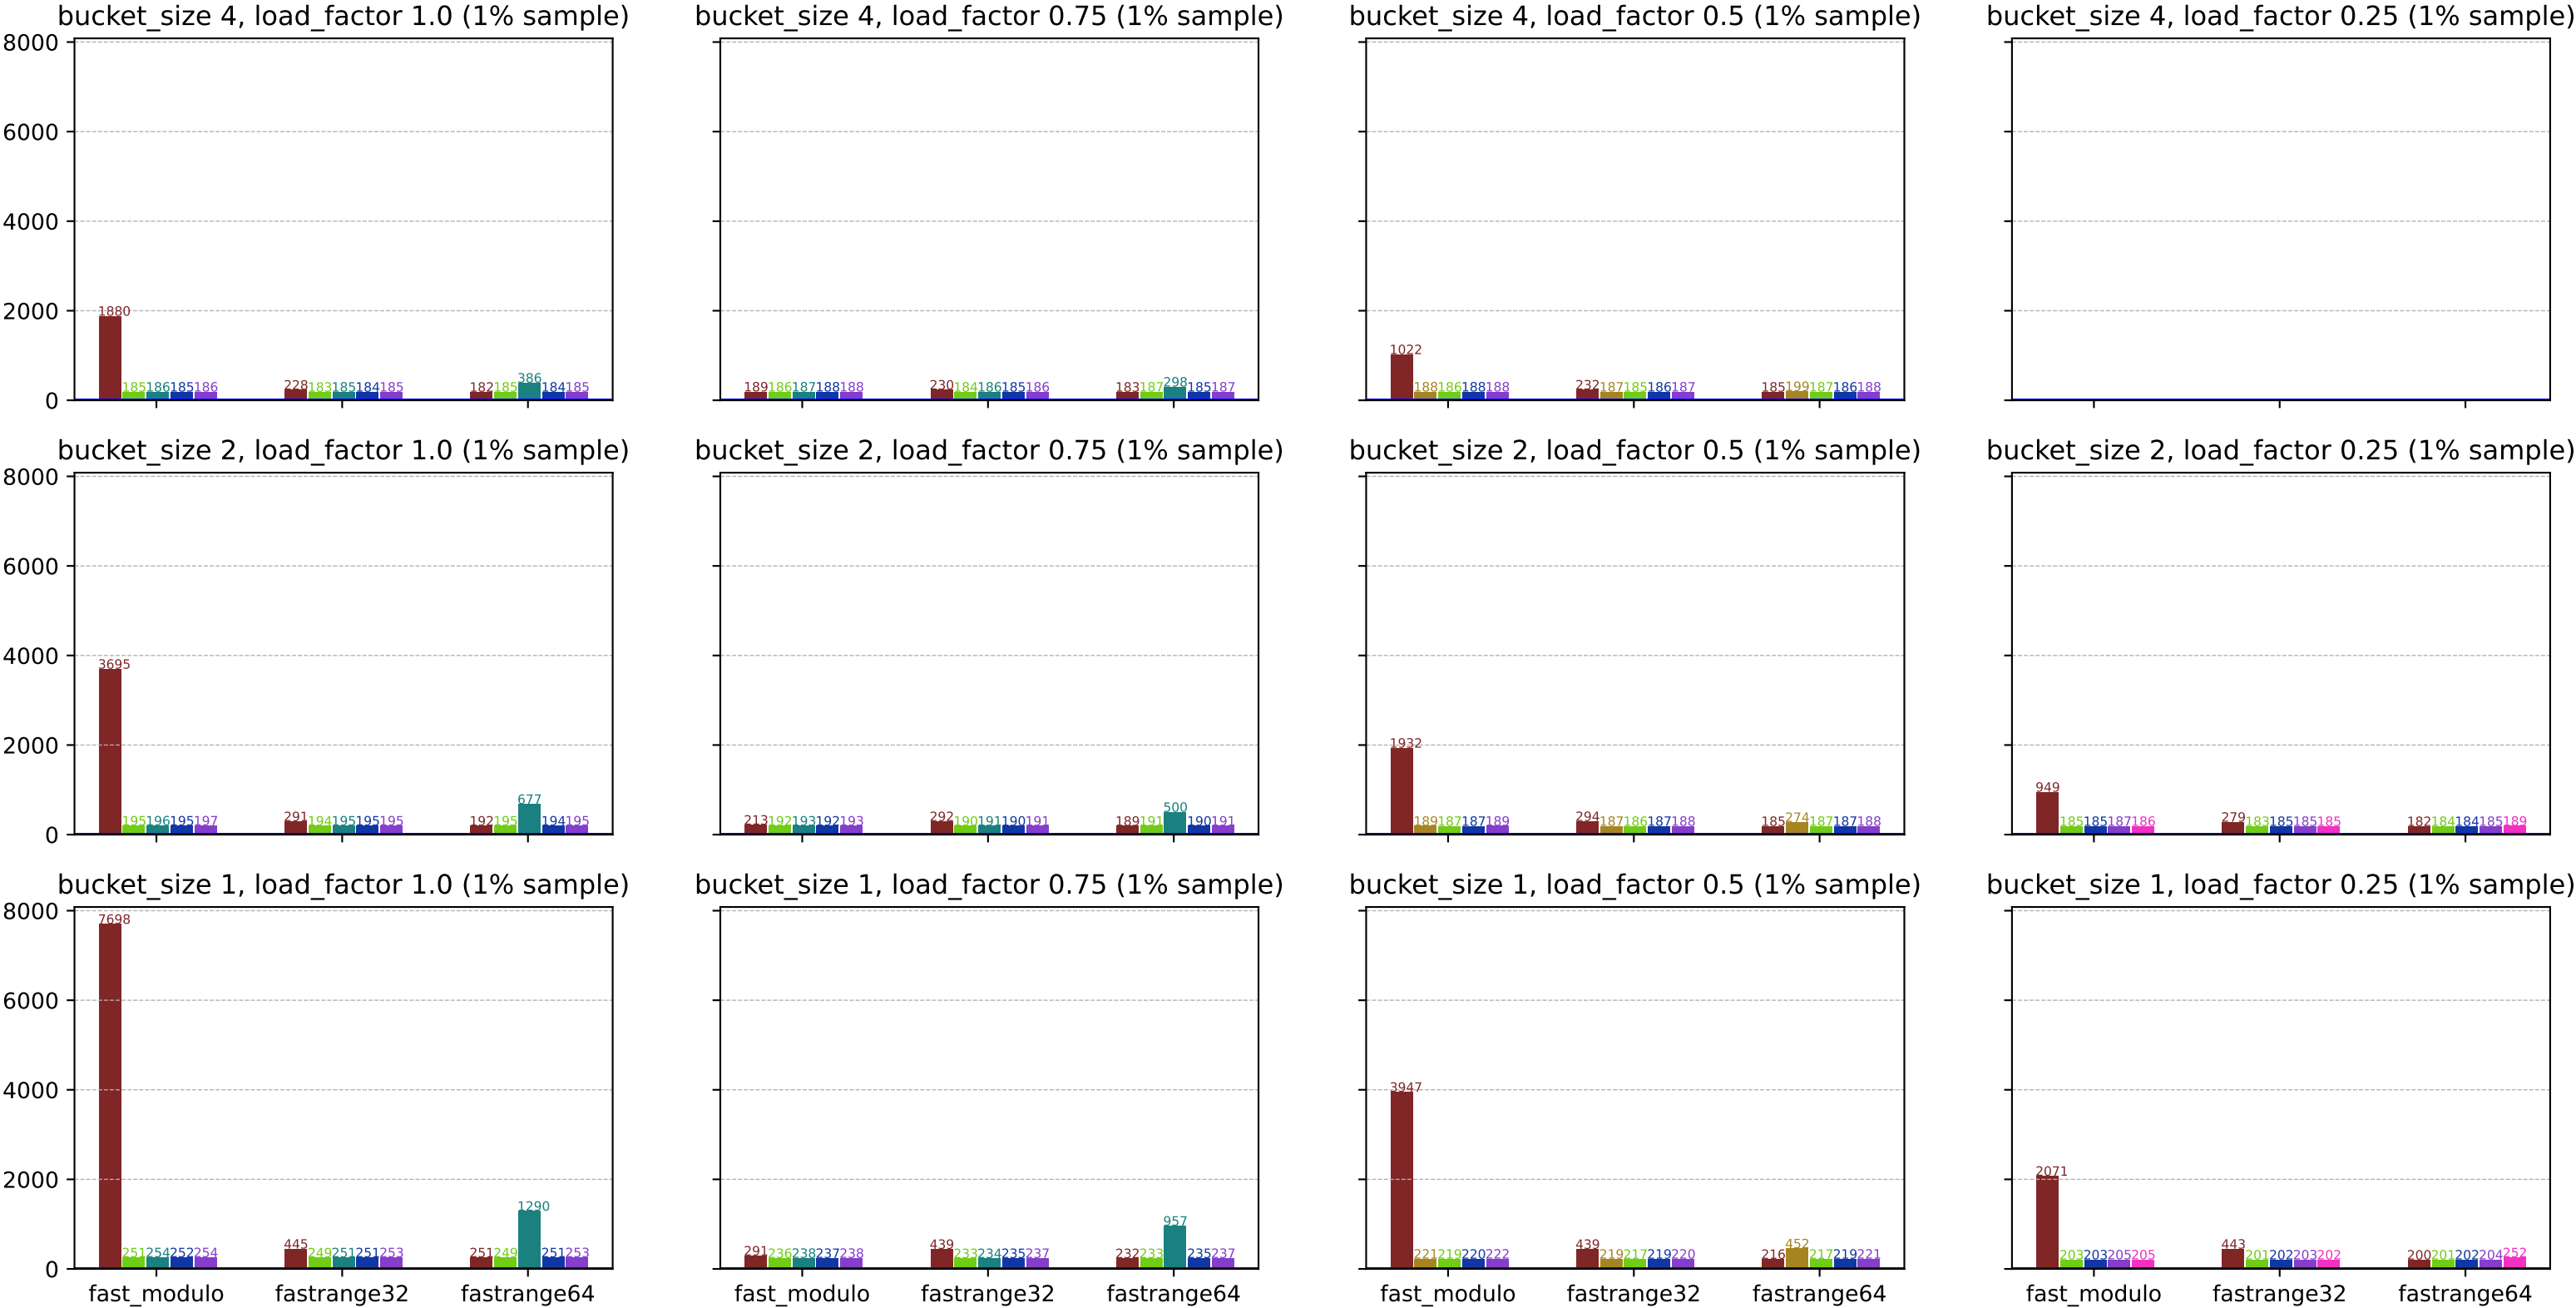 bucket_size 4, load_factor 1.0 (1% sample)
8000
6000
4000
2000
0
1880 185 186 185 186
228 183 185 184 185
182 185 386 184 185
bucket_size 4, load_factor 0.75 (1% sample)
189 186 187 188 188
230 184 186 185 186
183 187 298 185 187
bucket_size 4, load_factor 0.5 (1% sample)
1022 188 186 188 188
232 187 185 186 187
185 199 187 186 188
bucket_size 4, load_factor 0.25 (1% sample)
bucket_size 2, load_factor 1.0 (1% sample)
8000
6000
4000
2000
0
3695 195 196 195 197
291 194 195 195 195
192 195 677 194 195
bucket_size 2, load_factor 0.75 (1% sample)
213 192 193 192 193
292 190 191 190 191
189 191 500 190 191
bucket_size 2, load_factor 0.5 (1% sample)
1932 189 187 187 189
294 187 186 187 188
185 274 187 187 188
bucket_size 2, load_factor 0.25 (1% sample)
949 185 185 187 186
279 183 185 185 185
182 184 184 185 189
bucket_size 1, load_factor 1.0 (1% sample)
8000
6000
4000
2000
0
7698 251 254 252 254
445 249 251 251 253
251 249 1290 251 253
fast_modulo fastrange32 fastrange64
bucket_size 1, load_factor 0.75 (1% sample)
291 236 238 237 238
439 233 234 235 237
232 233 957 235 237
fast_modulo fastrange32 fastrange64
bucket_size 1, load_factor 0.5 (1% sample)
3947 221 219 220 222
439 219 217 219 220
216 452 217 219 221
fast_modulo fastrange32 fastrange64
bucket_size 1, load_factor 0.25 (1% sample)
2071 203 203 205 205
443 201 202 203 202
200 201 202 204 252
fast_modulo fastrange32 fastrange64